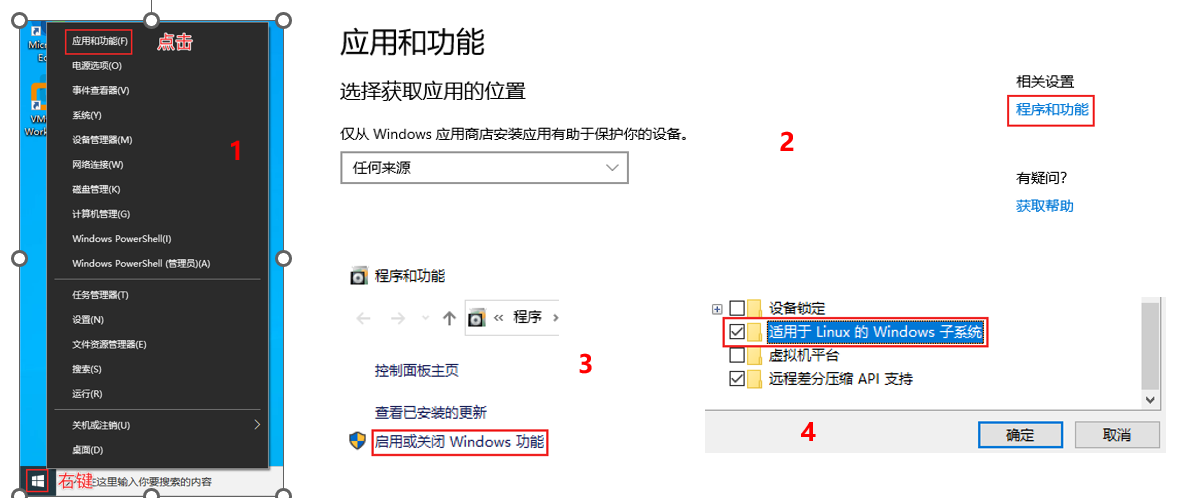 Mic
Ed
VM
Work
应用和功能(F)
点击
电源选项(O)
事件查看器(V)
系统(Y)
设备管理器(M)
1
网络连接(W)
磁盘管理(K)
计算机管理(G)
Windows PowerShell(I)
Windows PowerShell (管理员)(A)
任务管理器(T)
设置(N)
文件资源管理器(E)
搜索(S)
运行(R)
关机或注销(U)
桌面(D)
右键
在这里输入你要搜索的内容
应用和功能
选择获取应用的位置
仅从 Windows 应用商店安装应用有助于保护你的设备。
任何来源
2
相关设置
程序和功能
有疑问?
获取帮助
程序和功能
« 程序 ›
控制面板主页
3
查看已安装的更新
启用或关闭 Windows 功能
设备锁定
适用于 Linux 的 Windows 子系统
虚拟机平台
远程差分压缩 API 支持
4
确定
取消